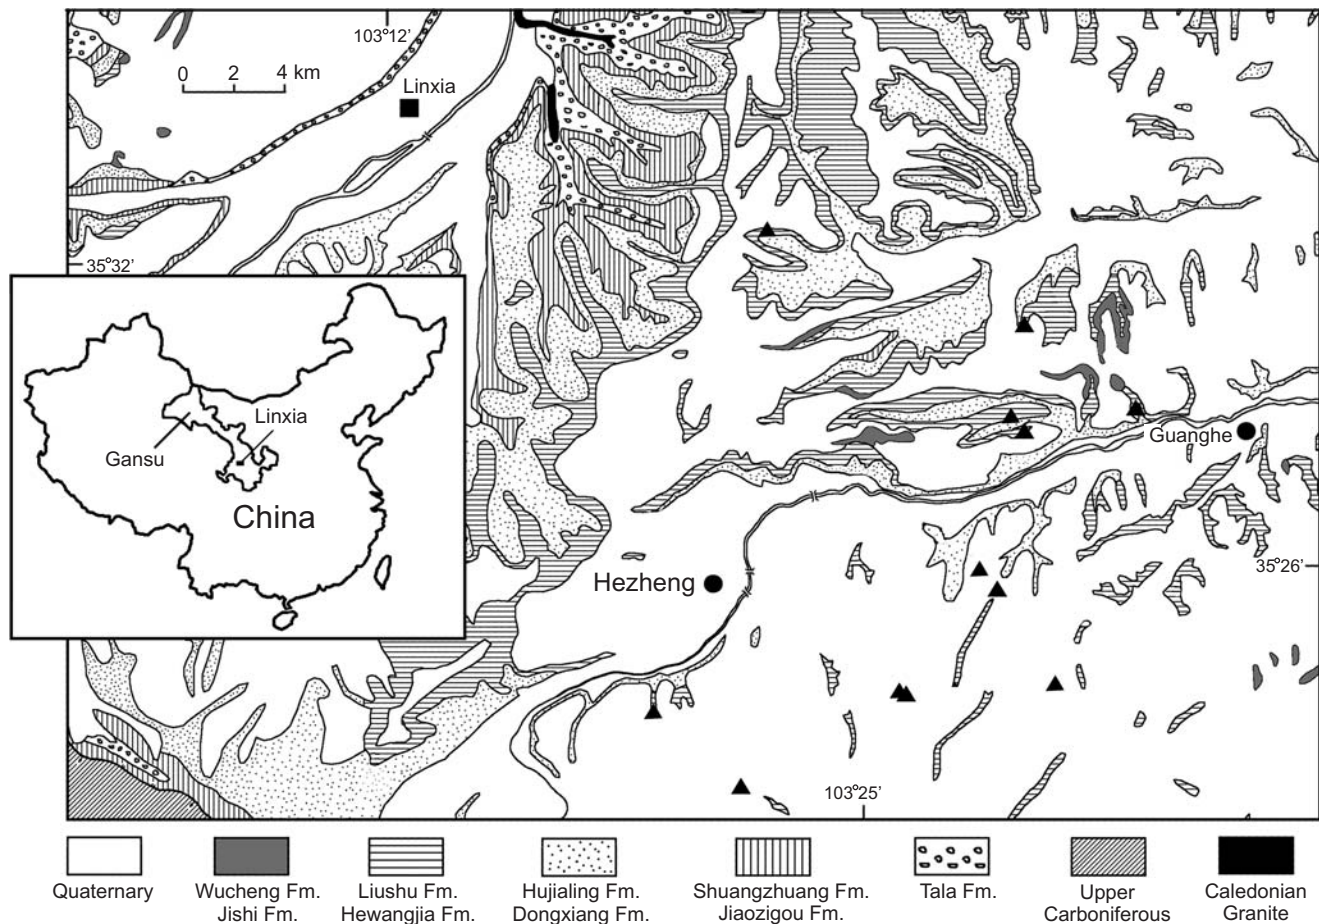 103°12'
0 2 4 km
Linxia
35°32'
Linxia
Gansu
China
Guanghe
35°26'
Hezheng
103°25'
Quaternary
Wucheng Fm.
Jishi Fm.
Liushu Fm.
Hewangjia Fm.
Hujialing Fm.
Dongxiang Fm.
Shuangzhuang Fm.
Jiaozigou Fm.
Tala Fm.
Upper
Carboniferous
Caledonian
Granite